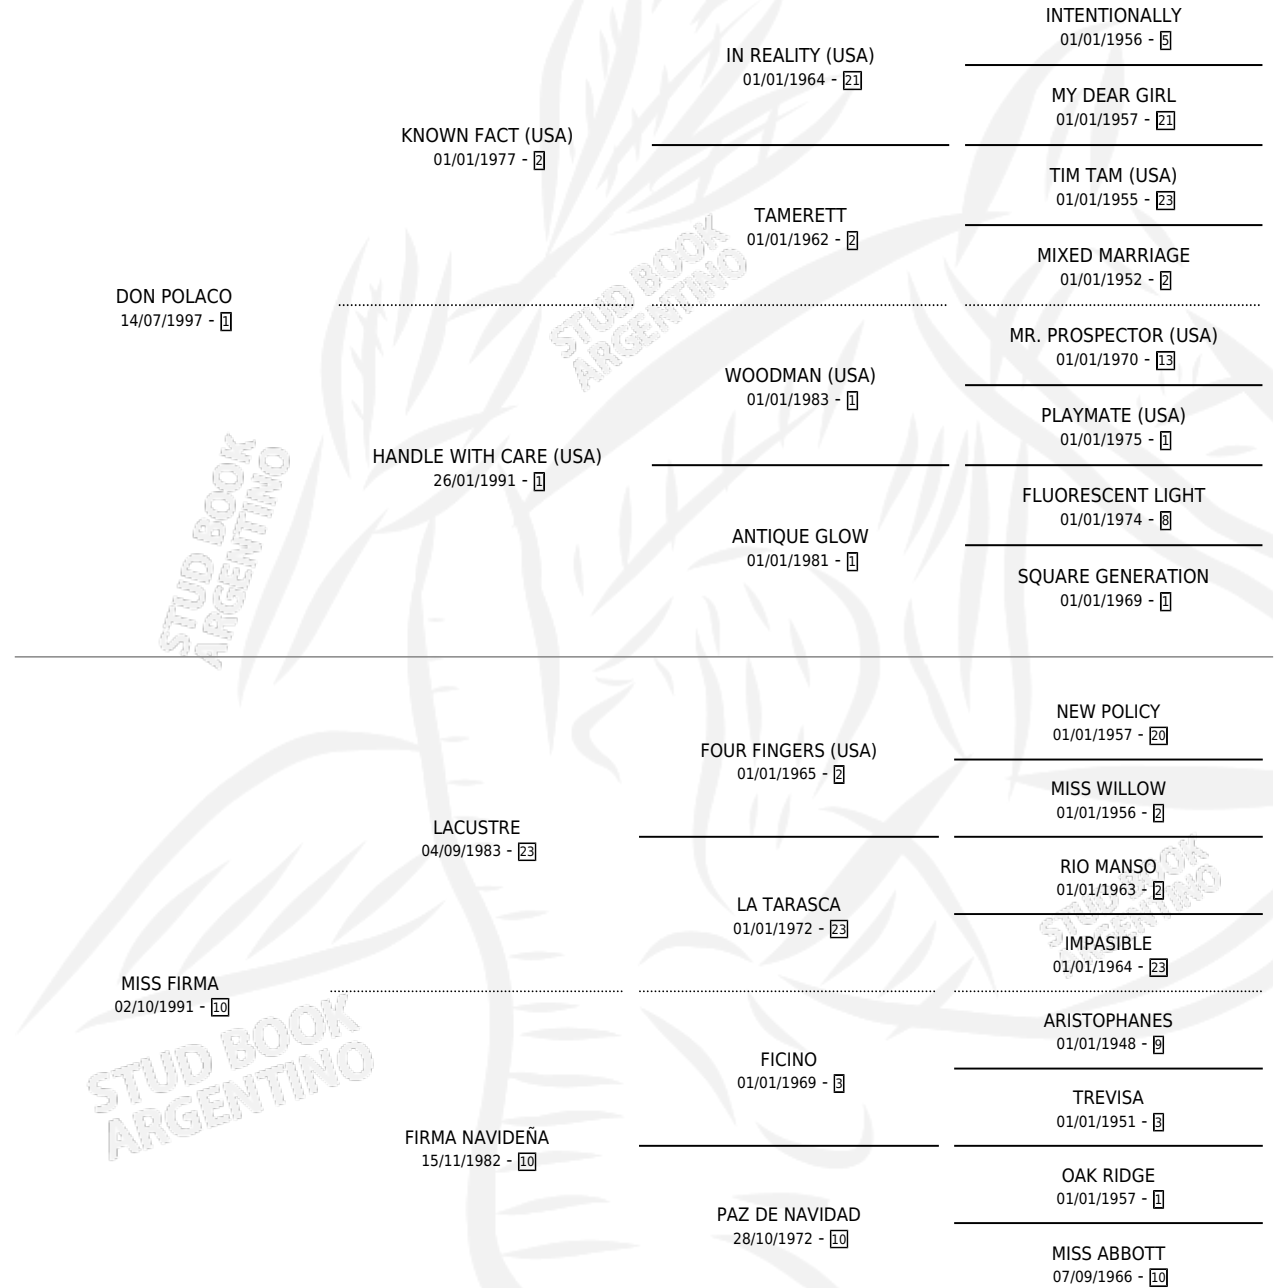 INTENTIONALLY
01/01/1956 - 5
IN REALITY (USA)
01/01/1964 - 21
MY DEAR GIRL
01/01/1957 - 21
KNOWN FACT (USA)
01/01/1977 - 2
TIM TAM (USA)
01/01/1955 - 23
TAMERETT
01/01/1962 - 2
MIXED MARRIAGE
01/01/1952 - 2
DON POLACO
14/07/1997 - 1
MR. PROSPECTOR (USA)
01/01/1970 - 13
WOODMAN (USA)
01/01/1983 - 1
PLAYMATE (USA)
01/01/1975 - 1
HANDLE WITH CARE (USA)
26/01/1991 - 1
FLUORESCENT LIGHT
01/01/1974 - 8
ANTIQUE GLOW
01/01/1981 - 1
SQUARE GENERATION
01/01/1969 - 1
NEW POLICY
01/01/1957 - 20
FOUR FINGERS (USA)
01/01/1965 - 2
MISS WILLOW
01/01/1956 - 2
LACUSTRE
04/09/1983 - 23
RIO MANSO
01/01/1963 - 2
LA TARASCA
01/01/1972 - 23
IMPASIBLE
01/01/1964 - 23
MISS FIRMA
02/10/1991 - 10
ARISTOPHANES
01/01/1948 - 9
FICINO
01/01/1969 - 3
TREVISA
01/01/1951 - 3
FIRMA NAVIDEÑA
15/11/1982 - 10
OAK RIDGE
01/01/1957 - 1
PAZ DE NAVIDAD
28/10/1972 - 10
MISS ABBOTT
07/09/1966 - 10
STUD BOOK
ARGENTINO
STUD BOOK
ARGENTINO
STUD BOOK
ARGENTINO
STUD BOOK
ARGENTINO